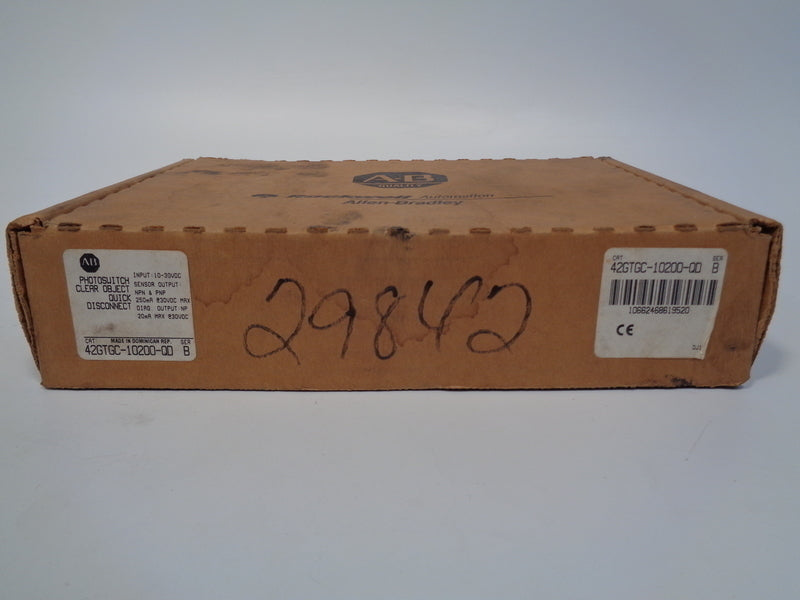 AB
QUALITY
Rockwell Automation
Allen-Bradley
AB
PHOTOSWITCH
CLEAR OBJECT
QUICK
DISCONNECT
INPUT:10-30VDC
SENSOR OUTPUT:
NPN & PNP
250mA @30VDC MAX
DIAG. OUTPUT:NP
20mA MAX @30VDC
CAT MADE IN DOMINICAN REP. SER
42GTGC-10200-QD B
29842
CAT SER
42GTGC-10200-QD B
10662468619520
CE